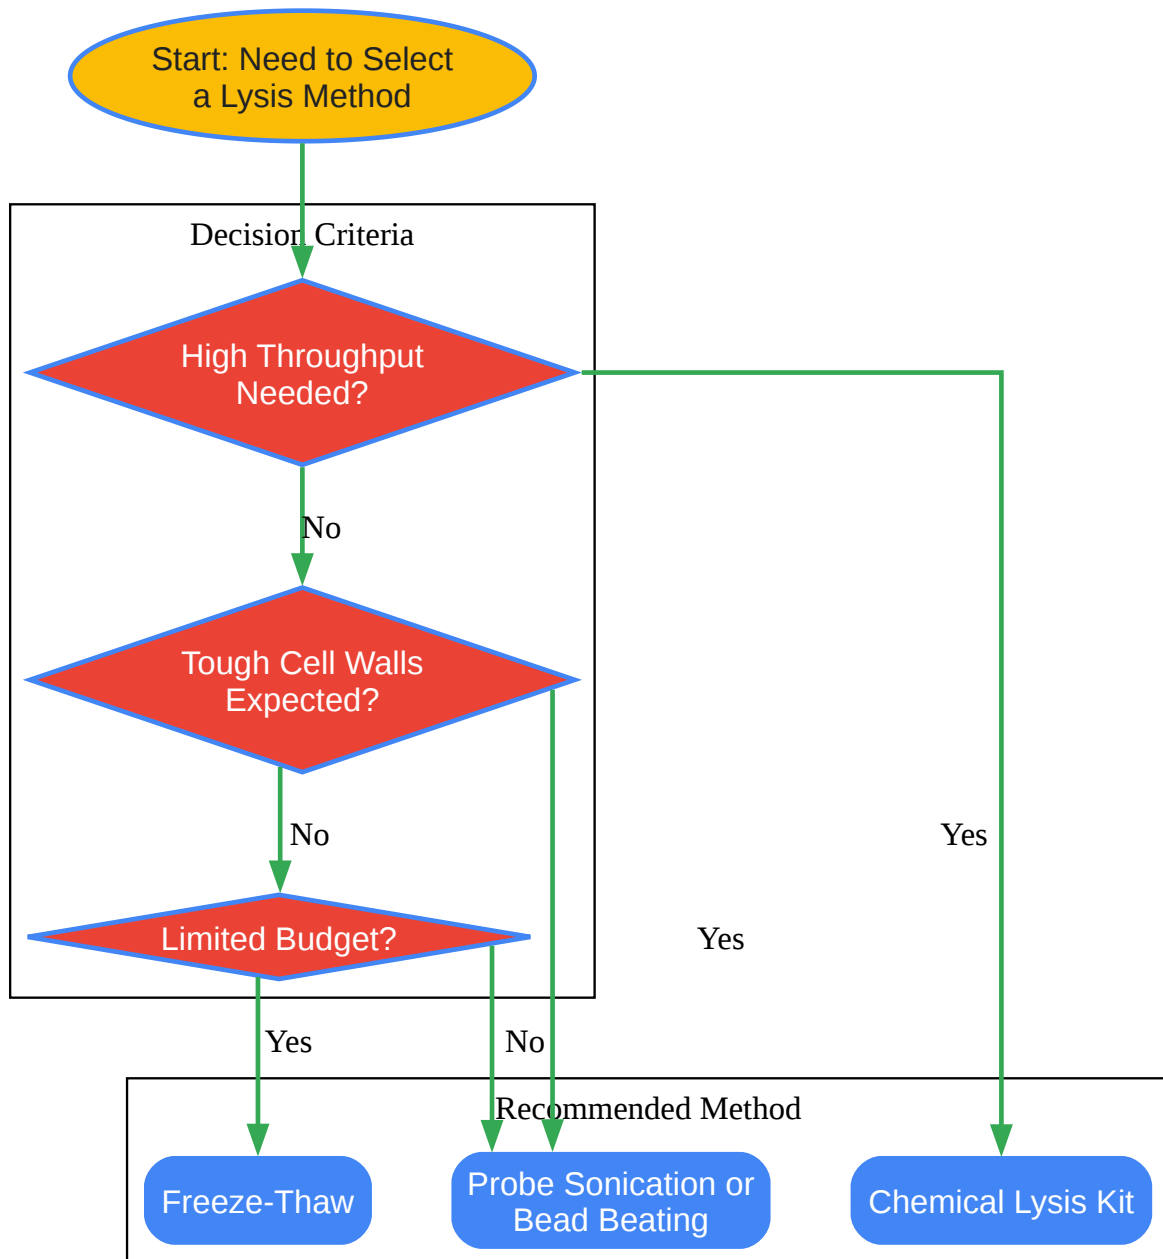 Start: Need to Select
a Lysis Method
Decision Criteria
High Throughput
Needed?
No
Tough Cell Walls
Expected?
No
Yes
Limited Budget?
Yes
Yes
No
Recommended Method
Freeze-Thaw
Probe Sonication or
Bead Beating
Chemical Lysis Kit